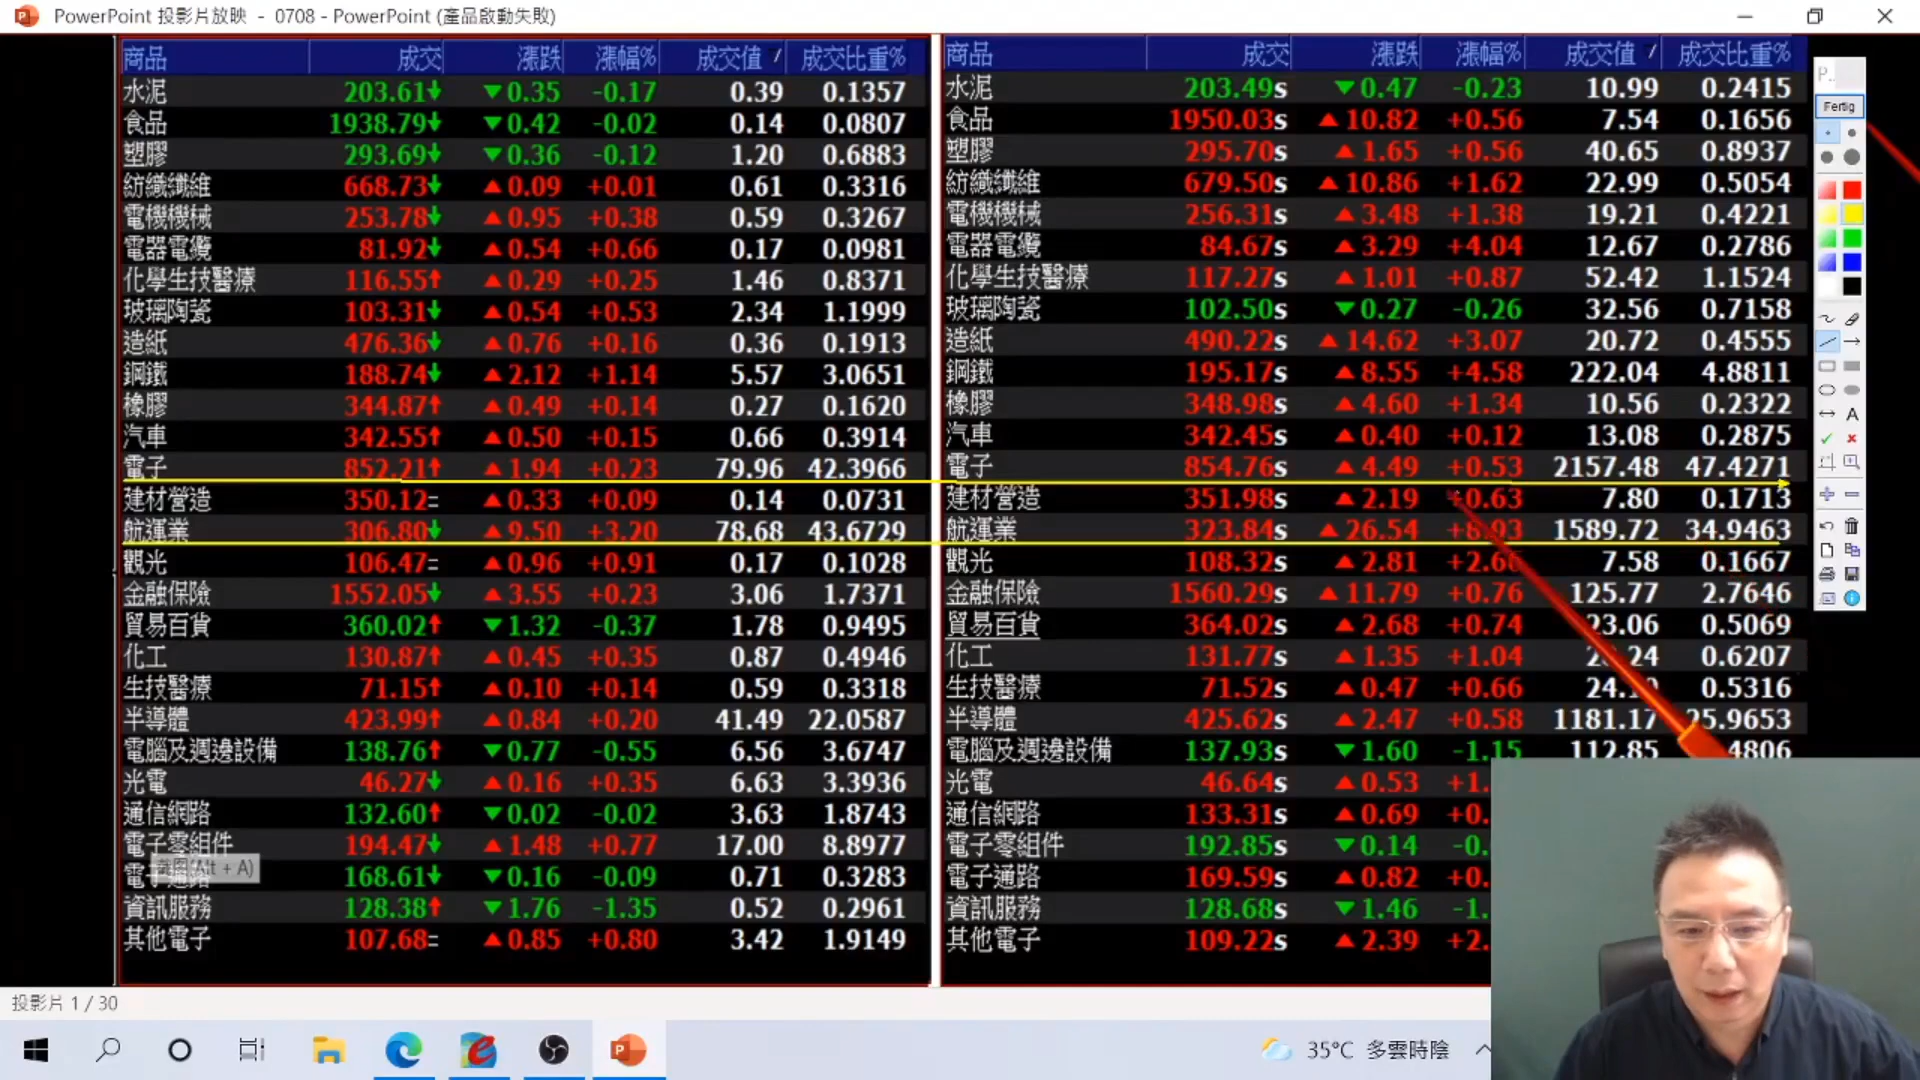 PowerPoint 投影片放映 - 0708 - PowerPoint (產品啟動失敗)
商品 成交 漲跌 漲幅% 成交值 成交比重%
水泥 203.61 ▼0.35 -0.17 0.39 0.1357
食品 1938.79 ▼0.42 -0.02 0.14 0.0807
塑膠 293.69 ▼0.36 -0.12 1.20 0.6883
紡織纖維 668.73 ▲0.09 +0.01 0.61 0.3316
電機機械 253.78 ▲0.95 +0.38 0.59 0.3267
電器電纜 81.92 ▲0.54 +0.66 0.17 0.0981
化學生技醫療 116.55 ▲0.29 +0.25 1.46 0.8371
玻璃陶瓷 103.31 ▲0.54 +0.53 2.34 1.1999
造紙 476.36 ▲0.76 +0.16 0.36 0.1913
鋼鐵 188.74 ▲2.12 +1.14 5.57 3.0651
橡膠 344.87 ▲0.49 +0.14 0.27 0.1620
汽車 342.55 ▲0.50 +0.15 0.66 0.3914
電子 852.21 ▲1.94 +0.23 79.96 42.3966
建材營造 350.12= ▲0.33 +0.09 0.14 0.0731
航運業 306.80 ▲9.50 +3.20 78.68 43.6729
觀光 106.47= ▲0.96 +0.91 0.17 0.1028
金融保險 1552.05 ▲3.55 +0.23 3.06 1.7371
貿易百貨 360.02 ▼1.32 -0.37 1.78 0.9495
化工 130.87 ▲0.45 +0.35 0.87 0.4946
生技醫療 71.15 ▲0.10 +0.14 0.59 0.3318
半導體 423.99 ▲0.84 +0.20 41.49 22.0587
電腦及週邊設備 138.76 ▼0.77 -0.55 6.56 3.6747
光電 46.27 ▲0.16 +0.35 6.63 3.3936
通信網路 132.60 ▼0.02 -0.02 3.63 1.8743
電子零組件 194.47 ▲1.48 +0.77 17.00 8.8977
電子通路 168.61 ▼0.16 -0.09 0.71 0.3283
截圖(Alt + A)
資訊服務 128.38 ▼1.76 -1.35 0.52 0.2961
其他電子 107.68= ▲0.85 +0.80 3.42 1.9149
商品 成交 漲跌 漲幅% 成交值 成交比重%
水泥 203.49s ▼0.47 -0.23 10.99 0.2415
食品 1950.03s ▲10.82 +0.56 7.54 0.1656
塑膠 295.70s ▲1.65 +0.56 40.65 0.8937
紡織纖維 679.50s ▲10.86 +1.62 22.99 0.5054
電機機械 256.31s ▲3.48 +1.38 19.21 0.4221
電器電纜 84.67s ▲3.29 +4.04 12.67 0.2786
化學生技醫療 117.27s ▲1.01 +0.87 52.42 1.1524
玻璃陶瓷 102.50s ▼0.27 -0.26 32.56 0.7158
造紙 490.22s ▲14.62 +3.07 20.72 0.4555
鋼鐵 195.17s ▲8.55 +4.58 222.04 4.8811
橡膠 348.98s ▲4.60 +1.34 10.56 0.2322
汽車 342.45s ▲0.40 +0.12 13.08 0.2875
電子 854.76s ▲4.49 +0.53 2157.48 47.4271
建材營造 351.98s ▲2.19 +0.63 7.80 0.1713
航運業 323.84s ▲26.54 1589.72 34.9463
觀光 108.32s ▲2.81 7.58 0.1667
金融保險 1560.29s ▲11.79 +0.76 125.77 2.7646
貿易百貨 364.02s ▲2.68 +0.74 23.06 0.5069
化工 131.77s ▲1.35 +1.04 0.6207
生技醫療 71.52s ▲0.47 +0.66 0.5316
半導體 425.62s ▲2.47 +0.58 1181.17 25.9653
電腦及週邊設備 137.93s ▼1.60 -1.15 112.85 .4806
光電 46.64s ▲0.53 +1.
通信網路 133.31s ▲0.69 +0.
電子零組件 192.85s ▼0.14 -0.
電子通路 169.59s ▲0.82 +0.
資訊服務 128.68s ▼1.46 -1.
其他電子 109.22s ▲2.39 +2.
P..
Fertig
A
投影片 1 / 30
35°C 多雲時陰